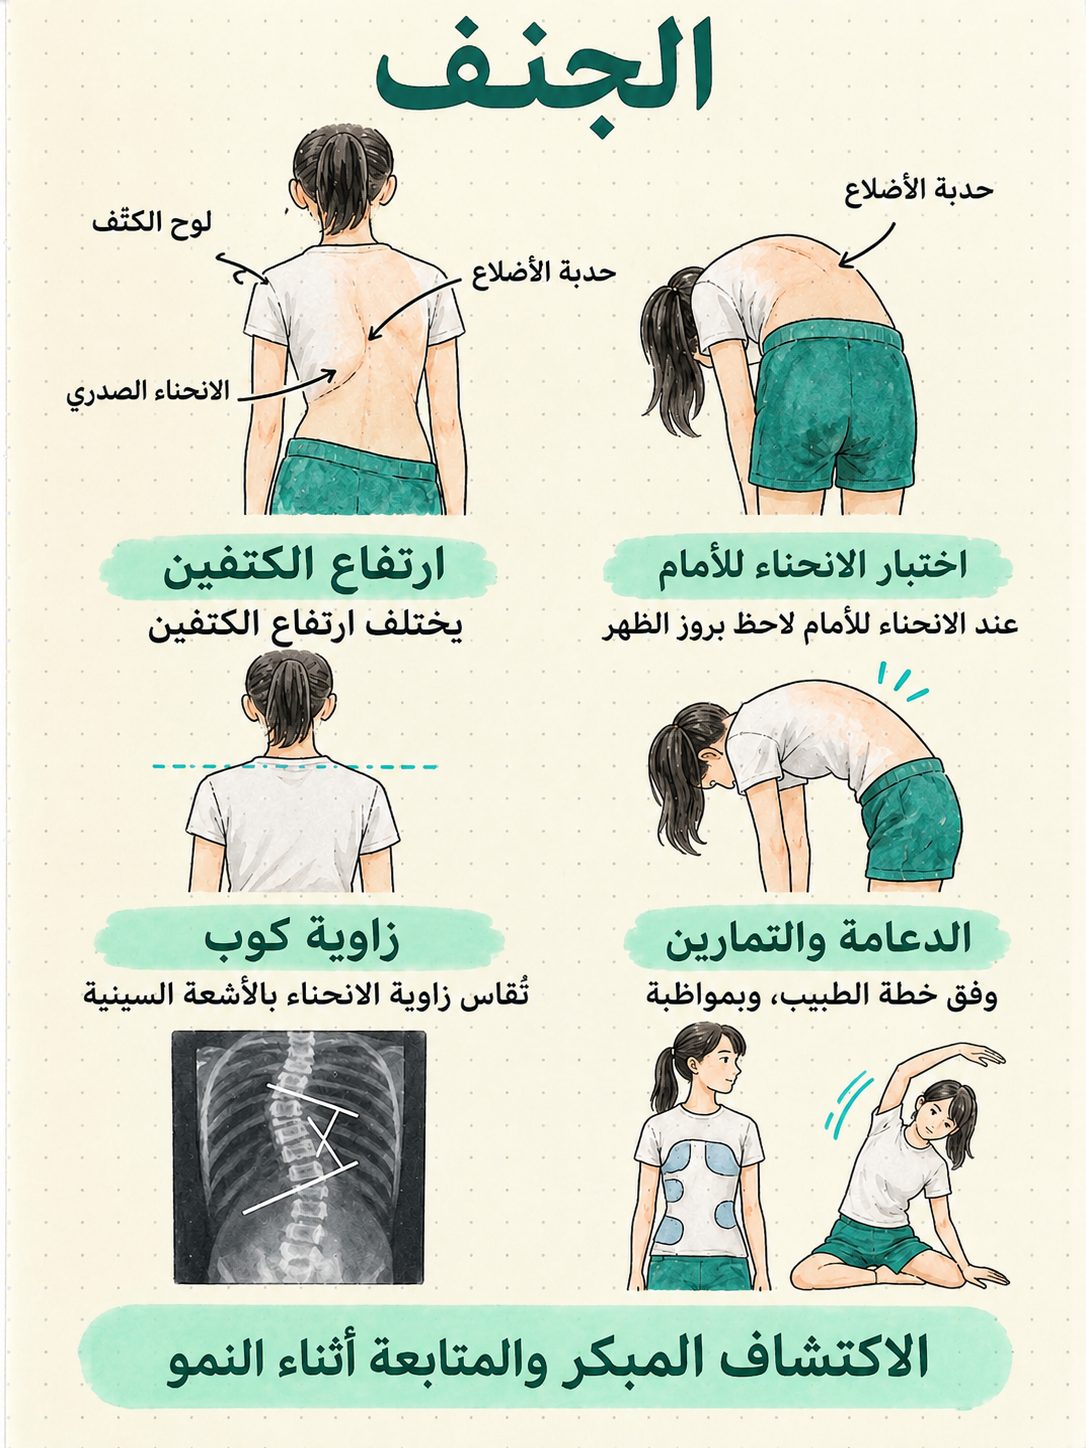 الجنف
حدبة الأضلاع
لوح الكتف
حدبة الأضلاع
الانحناء الصدري
اختبار الانحناء للأمام
عند الانحناء للأمام لاحظ بروز الظهر
ارتفاع الكتفين
يختلف ارتفاع الكتفين
الدعامة والتمارين
وفق خطة الطبيب، وبمواظبة
زاوية كوب
تُقاس زاوية الانحناء بالأشعة السينية
الاكتشاف المبكر والمتابعة أثناء النمو